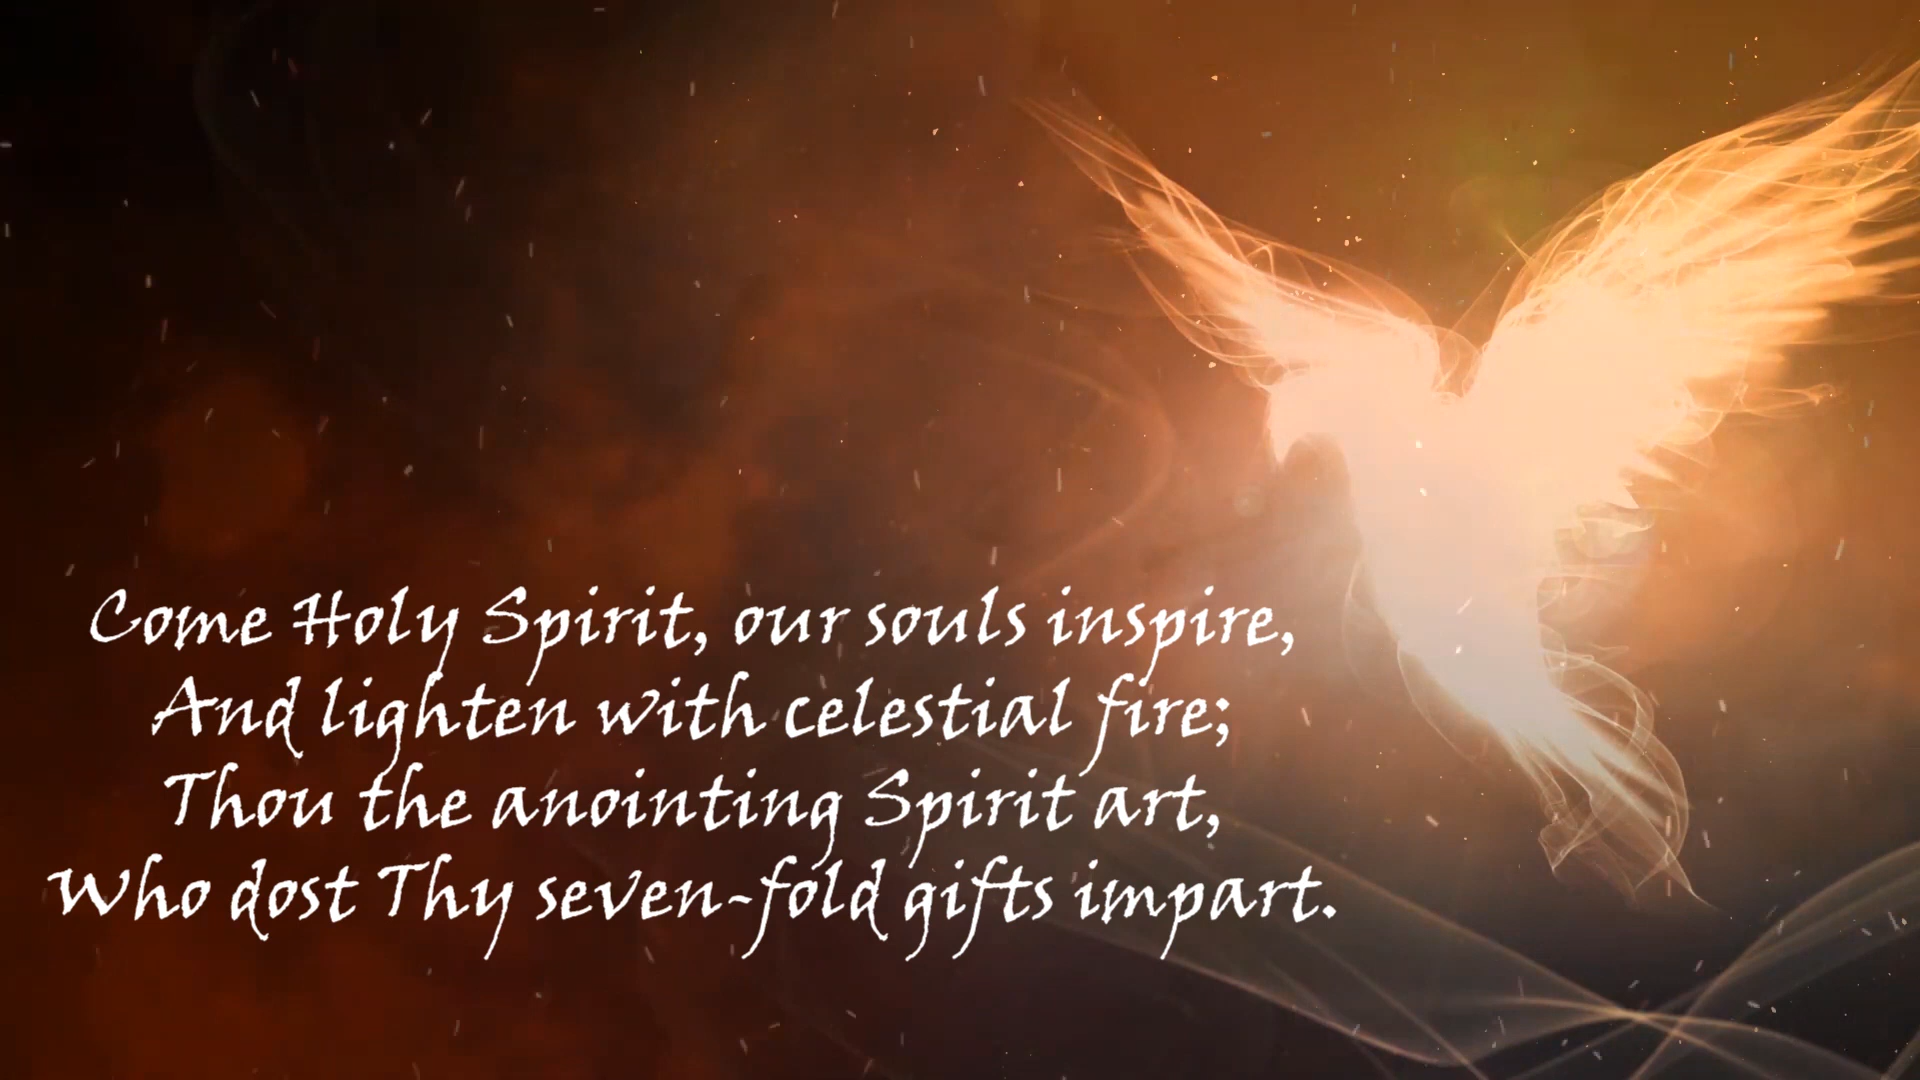 Come Holy Spirit, our souls inspire,
And lighten with celestial fire;
Thou the anointing Spirit art,
Who dost Thy seven-fold gifts impart.